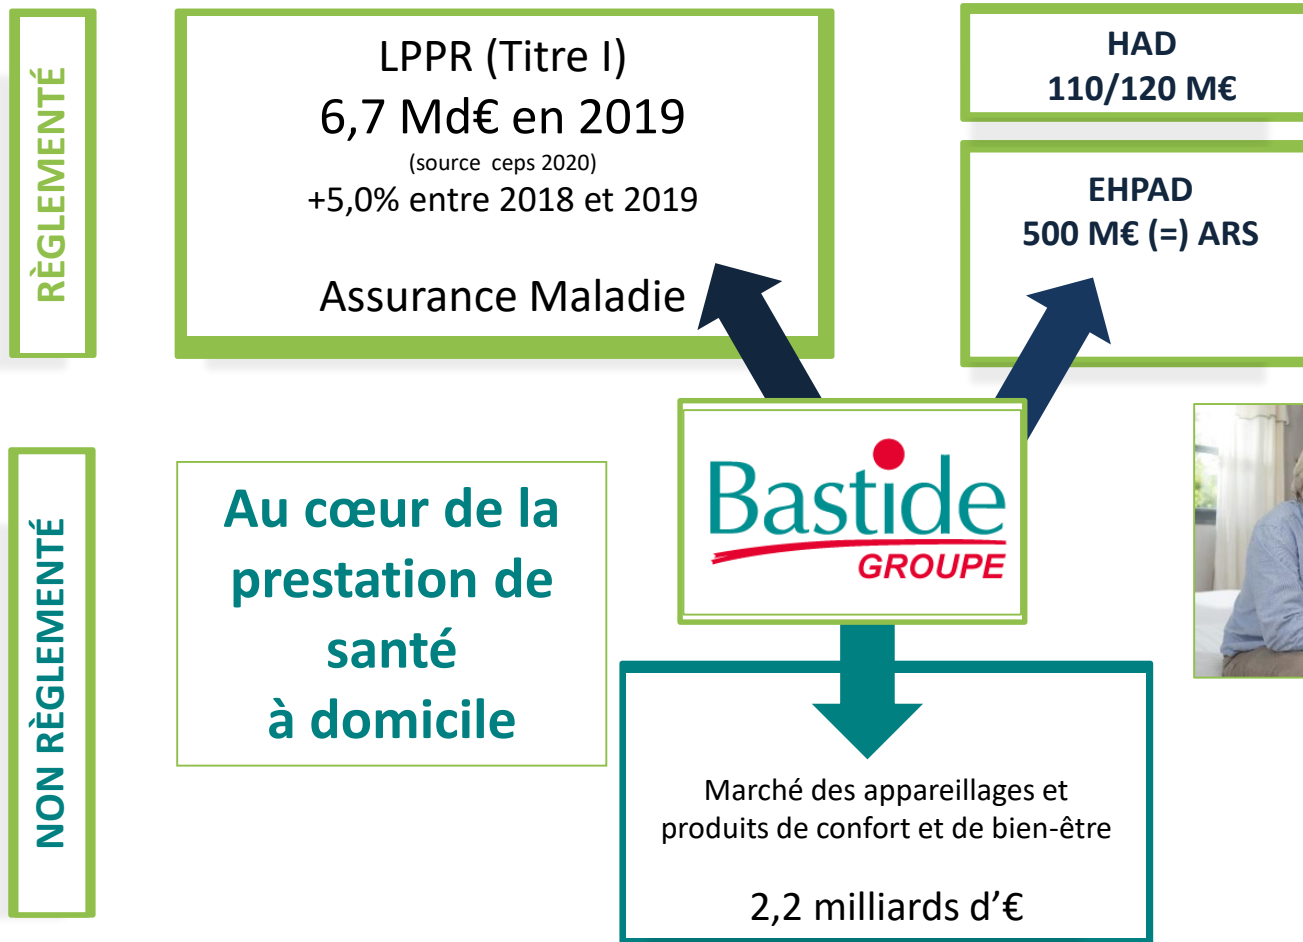 RÈGLEMENTÉ
LPPR (Titre I)
6,7 Md€ en 2019
(source ceps 2020)
+5,0% entre 2018 et 2019
Assurance Maladie
HAD
110/120 M€
EHPAD
500 M€ (=) ARS
NON RÈGLEMENTÉ
Au cœur de la
prestation de
santé
à domicile
Bastide
GROUPE
Marché des appareillages et
produits de confort et de bien-être
2,2 milliards d’€